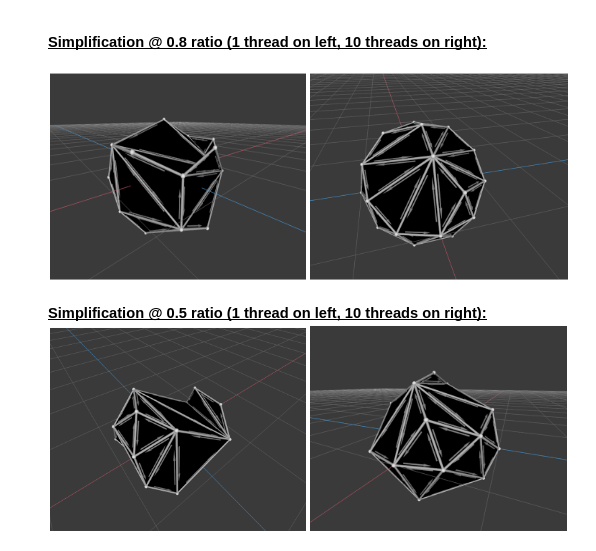 Simplification @ 0.8 ratio (1 thread on left, 10 threads on right):
Simplification @ 0.5 ratio (1 thread on left, 10 threads on right):